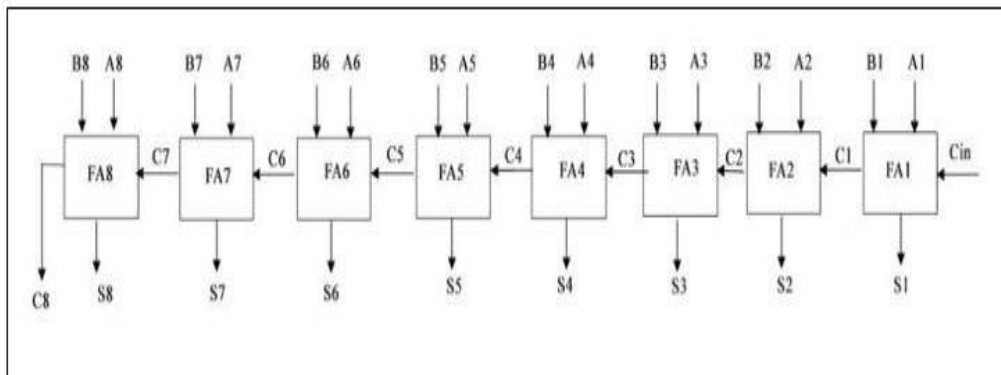 B8 A8 B7 A7 B6 A6 B5 A5 B4 A4 B3 A3 B2 A2 B1 A1
FA8 C7 FA7 C6 FA6 C5 FA5 C4 FA4 C3 FA3 C2 FA2 C1 FA1 Cin
C8 S8 S7 S6 S5 S4 S3 S2 S1